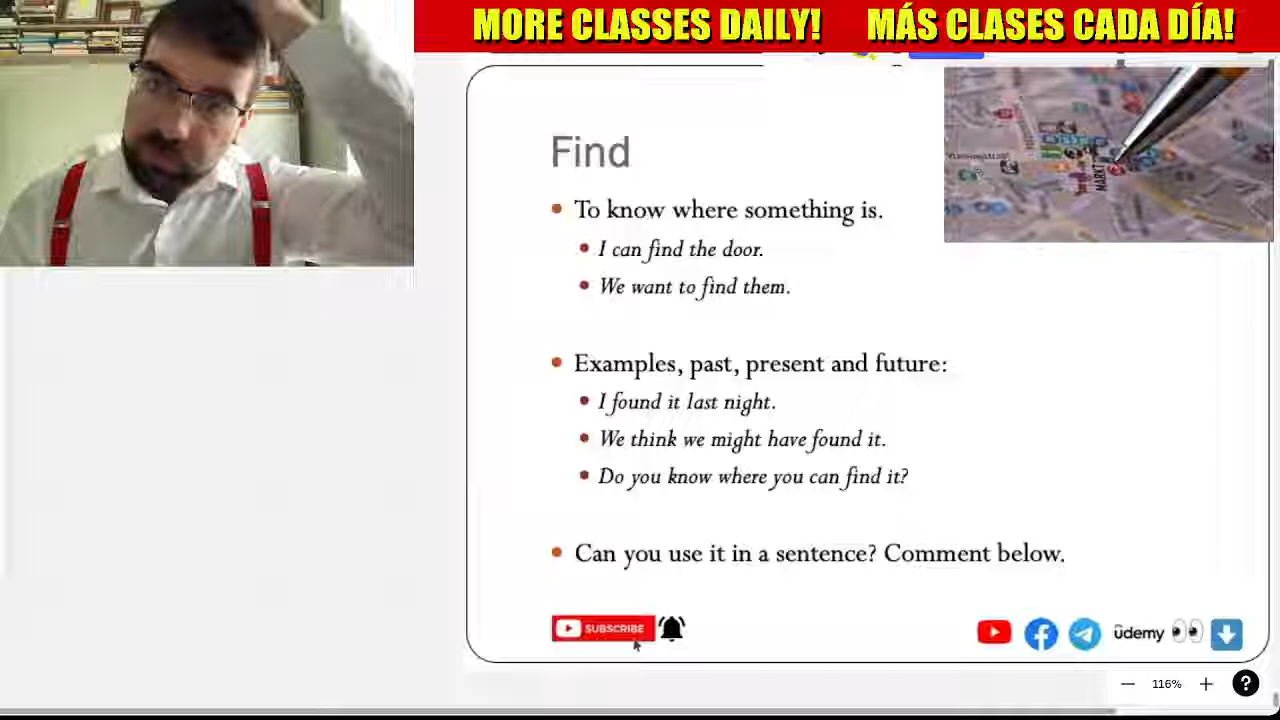 MORE CLASSES DAILY! MÁS CLASES CADA DÍA!
Find
To know where something is.
I can find the door.
We want to find them.
Examples, past, present and future:
I found it last night.
We think we might have found it.
Do you know where you can find it?
Can you use it in a sentence? Comment below.
SUBSCRIBE
udemy
116%
MARKT